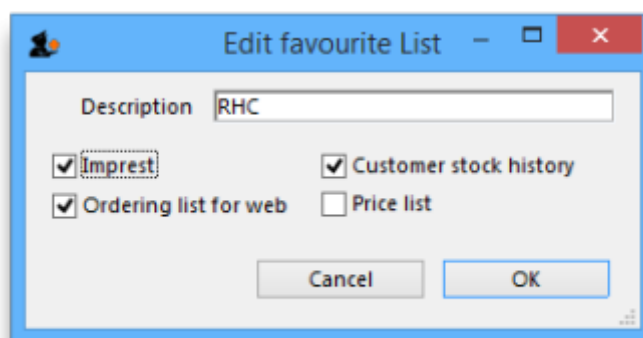 Edit favourite List
Description RHC
Imprest Customer stock history
Ordering list for web Price list
Cancel OK